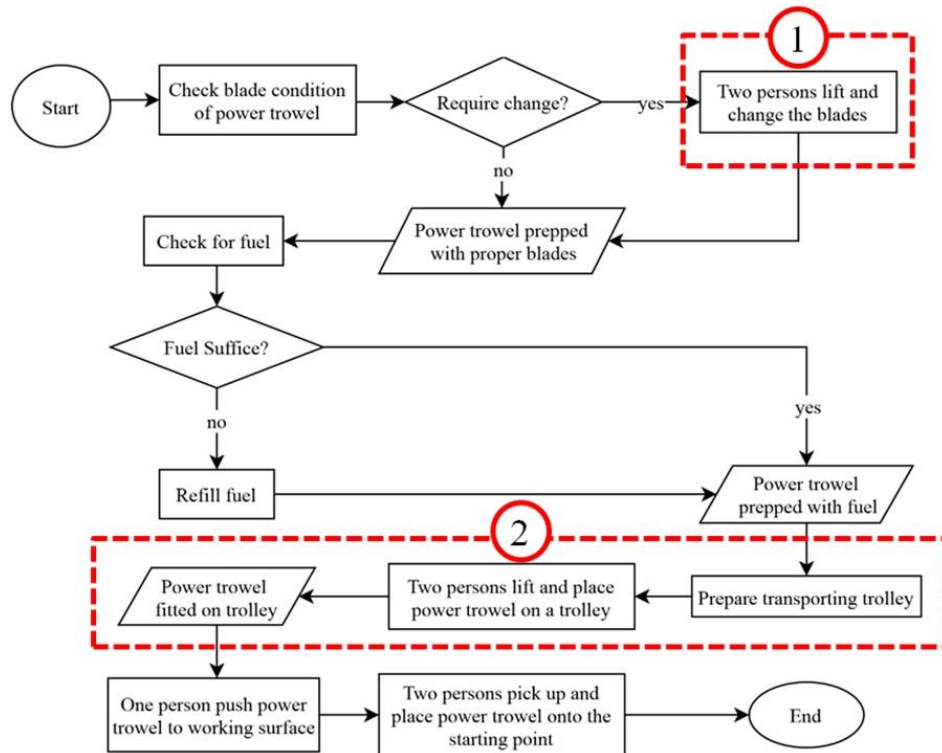 1
Start
Check blade condition
of power trowel
Require change?
yes
Two persons lift and
change the blades
no
Power trowel prepped
with proper blades
Check for fuel
Fuel Suffice?
no
yes
Refill fuel
Power trowel
prepped with fuel
2
Power trowel
fitted on trolley
Two persons lift and place
power trowel on a trolley
Prepare transporting trolley
One person push power
trowel to working surface
Two persons pick up and
place power trowel onto the
starting point
End